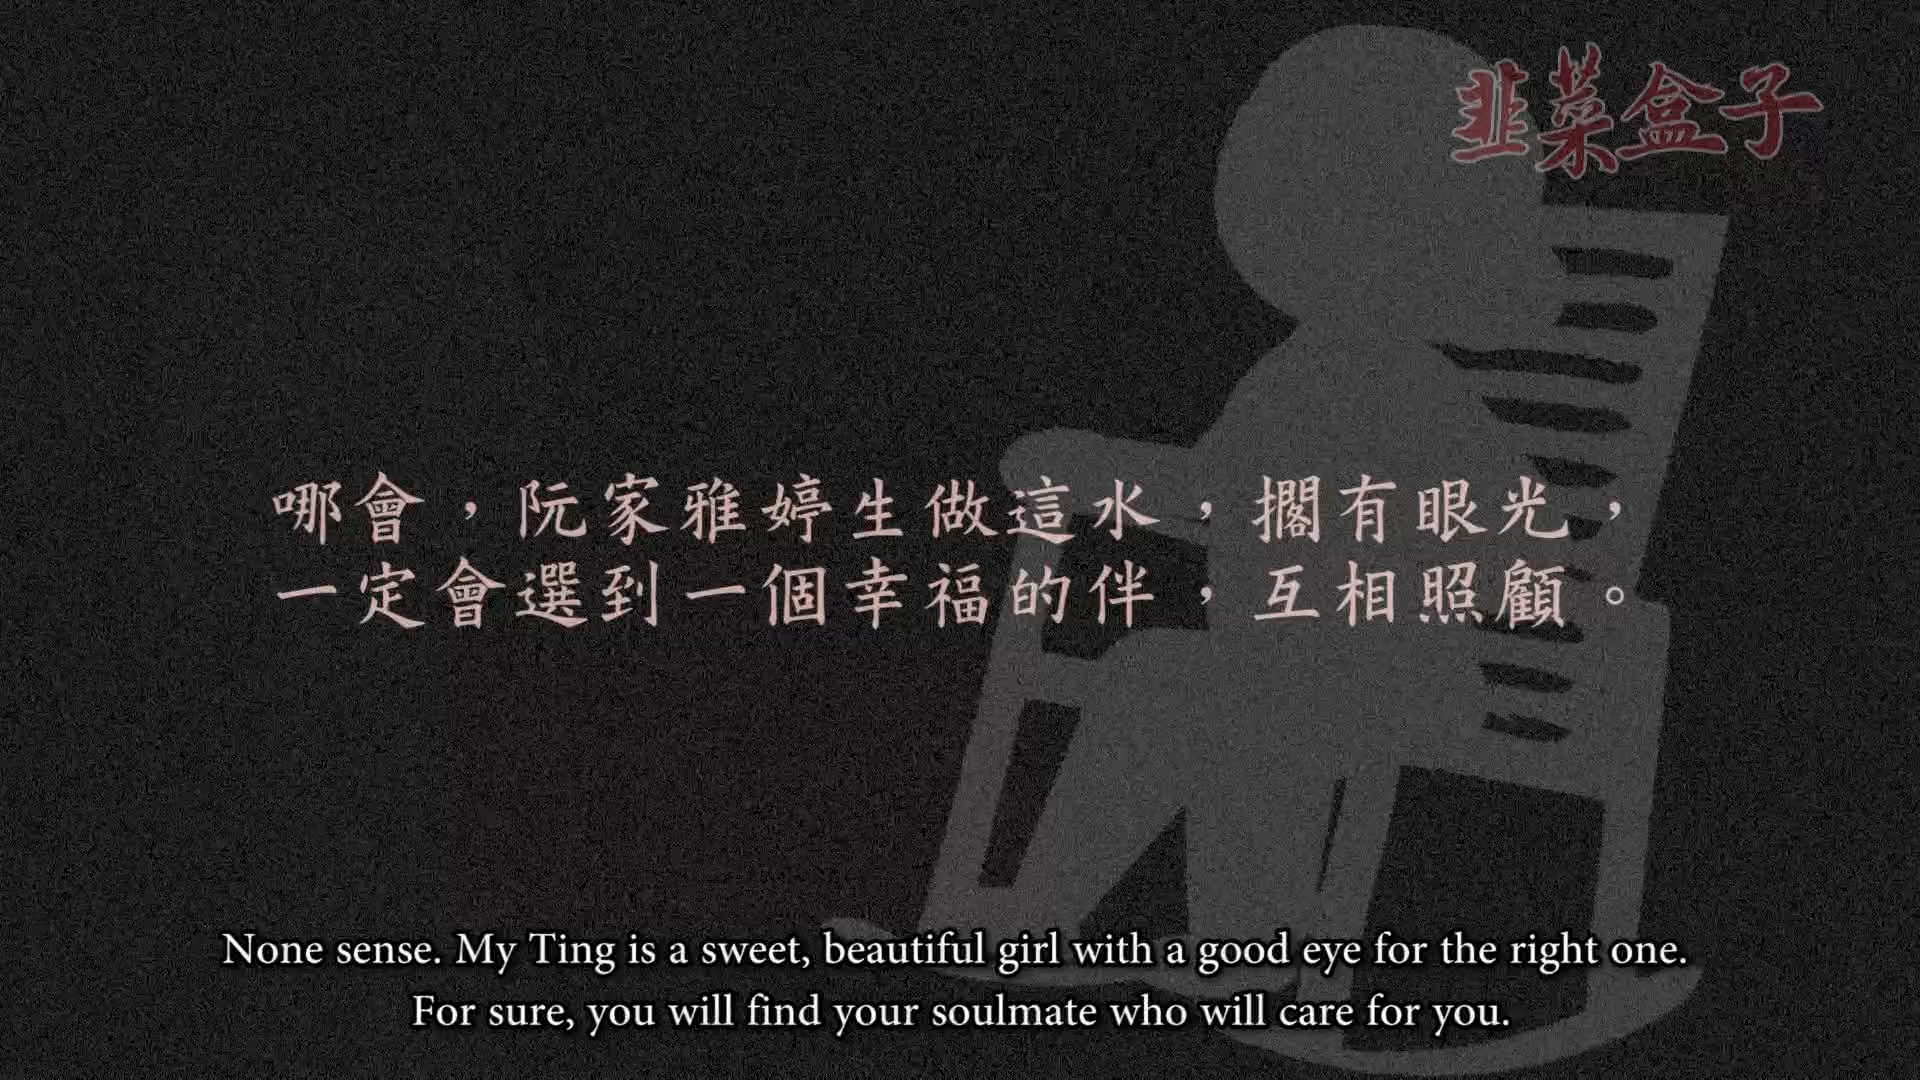 韭菜盒子
哪會，阮家雅婷生做這水，擱有眼光，
一定會選到一個幸福的伴，互相照顧。
None sense. My Ting is a sweet, beautiful girl with a good eye for the right one.
For sure, you will find your soulmate who will care for you.